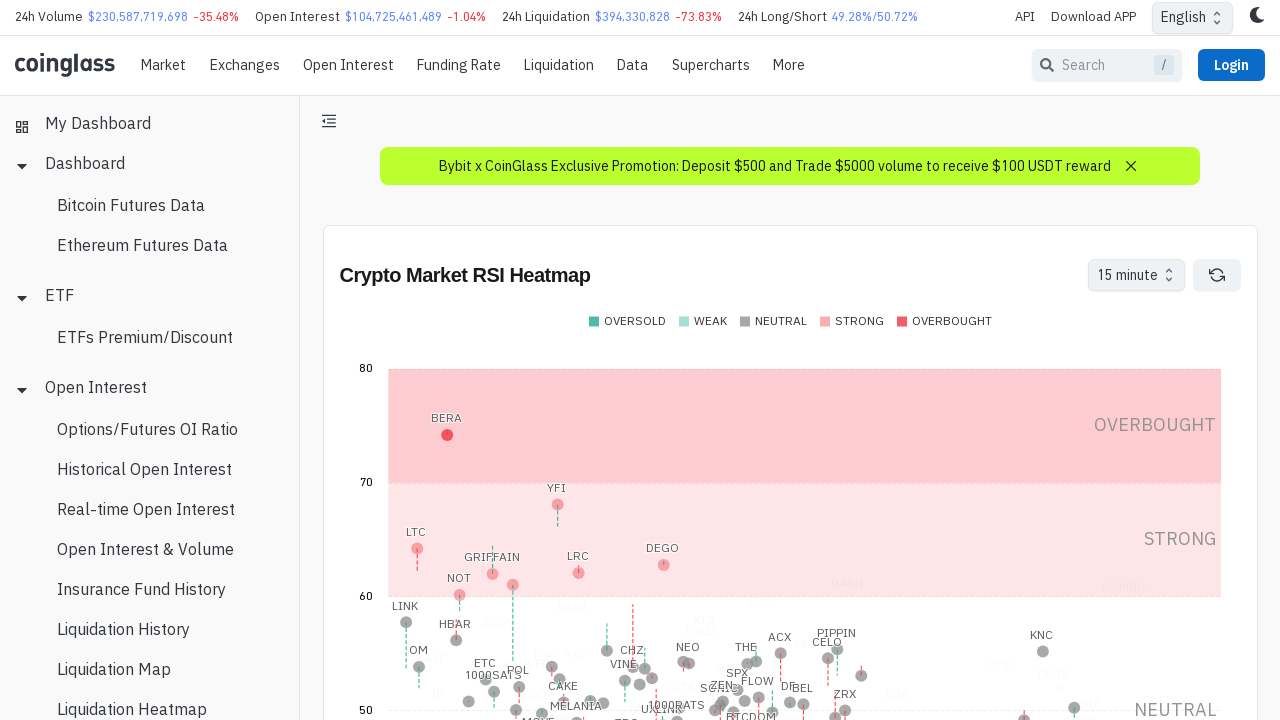 24h Volume $230,587,719,698 -35.48% Open Interest $104,725,461,489 -1.04% 24h Liquidation $394,330,828 -73.83% 24h Long/Short 49.28%/50.72% API Download APP English
coinglass Market Exchanges Open Interest Funding Rate Liquidation Data Supercharts More Search / Login
My Dashboard
Dashboard
Bitcoin Futures Data
Ethereum Futures Data
ETF
ETFs Premium/Discount
Open Interest
Options/Futures OI Ratio
Historical Open Interest
Real-time Open Interest
Open Interest & Volume
Insurance Fund History
Liquidation History
Liquidation Map
Liquidation Heatmap
Bybit x CoinGlass Exclusive Promotion: Deposit $500 and Trade $5000 volume to receive $100 USDT reward
Crypto Market RSI Heatmap
15 minute
OVERSOLD WEAK NEUTRAL STRONG OVERBOUGHT
80
BERA
OVERBOUGHT
70
YFI
LTC
STRONG
GRIFFAIN
LRC
DEGO
NOT
60
LINK
HBAR
PIPPIN
KNC
ACX
CELO
OM
CHZ
NEO
THE
ETC
VINE
1000SATS
POL
SPX
CAKE
ZEN
FLOW
BEL
ZRX
MELANIA
1000RATS
50
NEUTRAL
BTCDOM